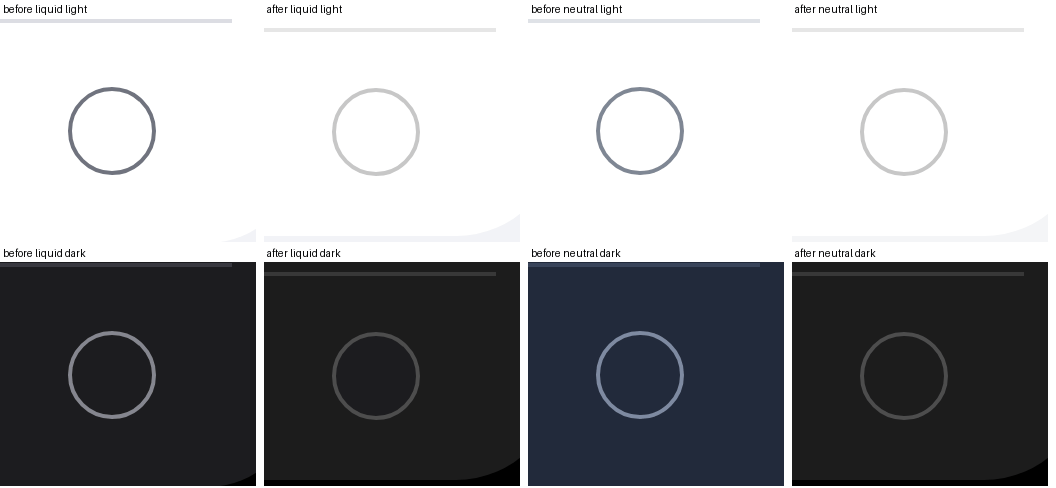 before liquid light
after liquid light
before neutral light
after neutral light
before liquid dark
after liquid dark
before neutral dark
after neutral dark